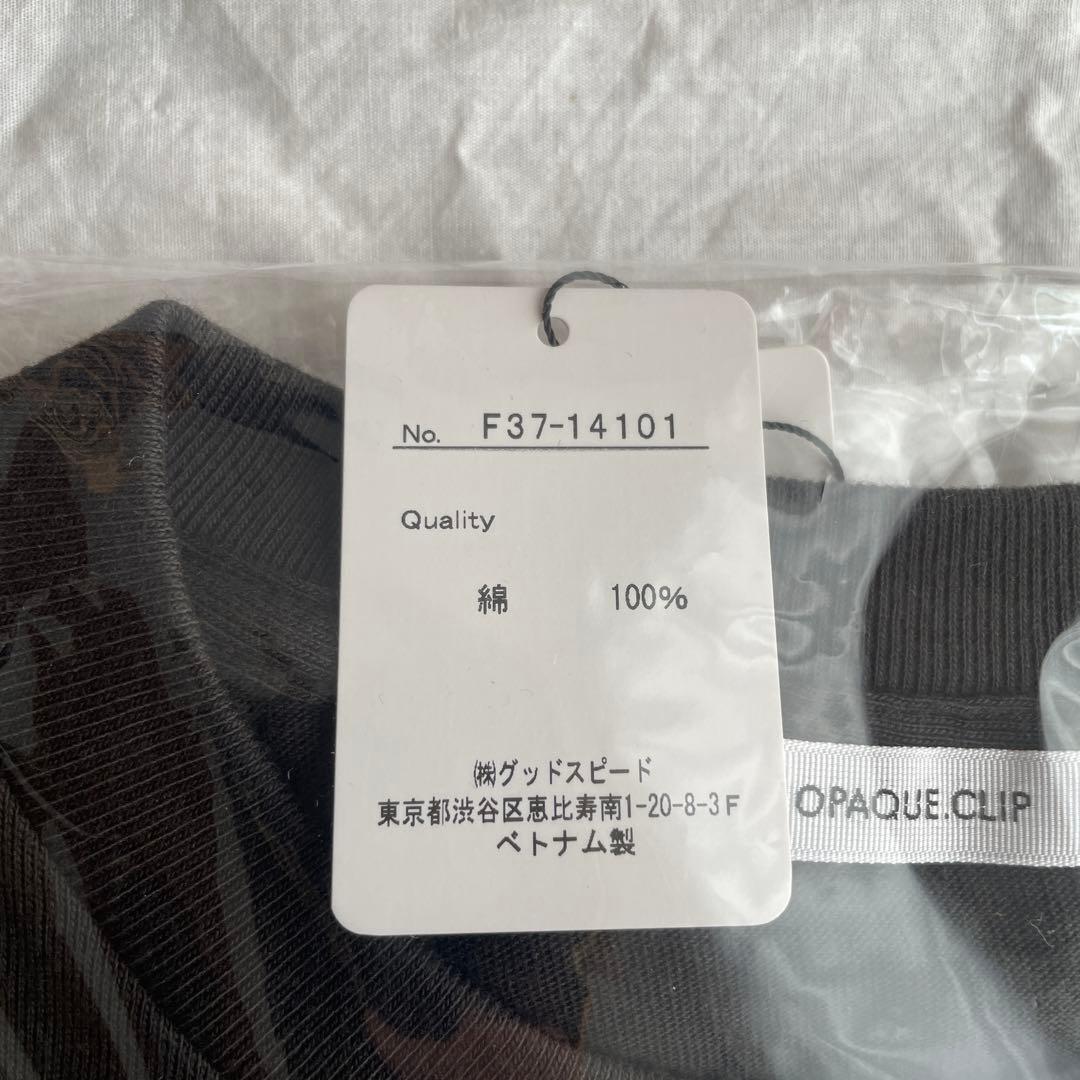 No. F37-14101
Quality
綿 100%
㈱グッドスピード
東京都渋谷区恵比寿南1-20-8-3F
ベトナム製
OPAQUE.CLIP